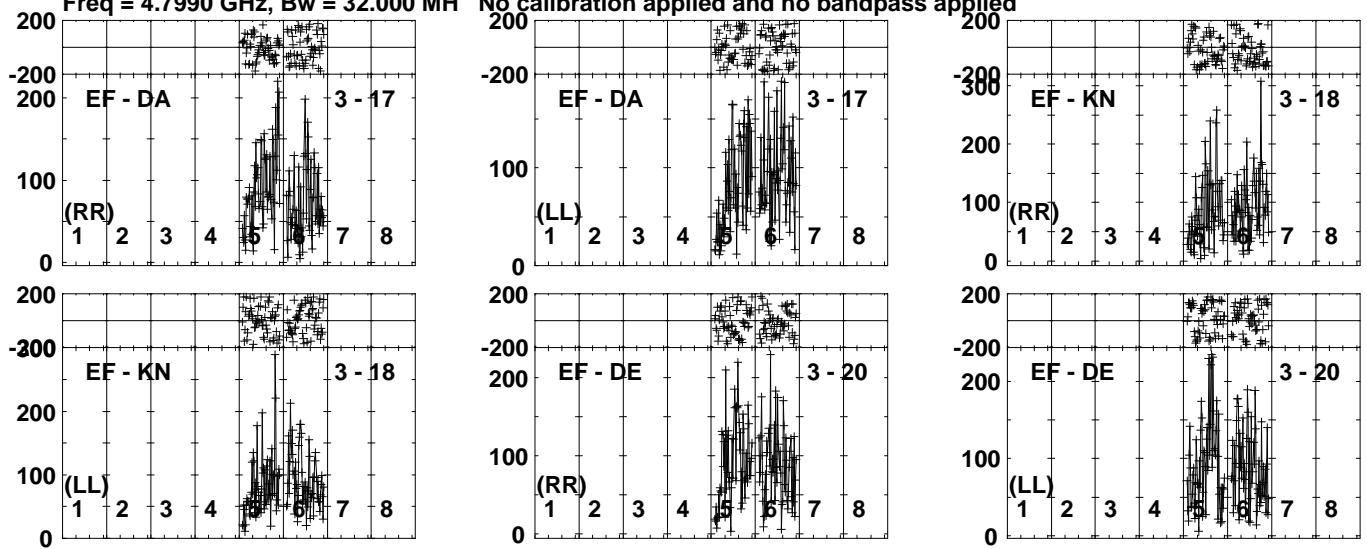 Freq = 4.7990 GHz, Bw = 32.000 MH No calibration applied and no bandpass applied
200
-200
EF - DA 3 - 17
200
100
(RR)
1 2 3 4 5 6 7 8
0
200
-200
EF - DA 3 - 17
100
(LL)
1 2 3 4 5 6 7 8
0
200
-200
300
EF - KN 3 - 18
200
100
(RR)
1 2 3 4 5 6 7 8
0
200
-200
300
EF - KN 3 - 18
200
100
(LL)
1 2 3 4 5 6 7 8
0
200
-200
EF - DE 3 - 20
200
100
(RR)
1 2 3 4 5 6 7 8
0
200
-200
EF - DE 3 - 20
200
100
(LL)
1 2 3 4 5 6 7 8
0